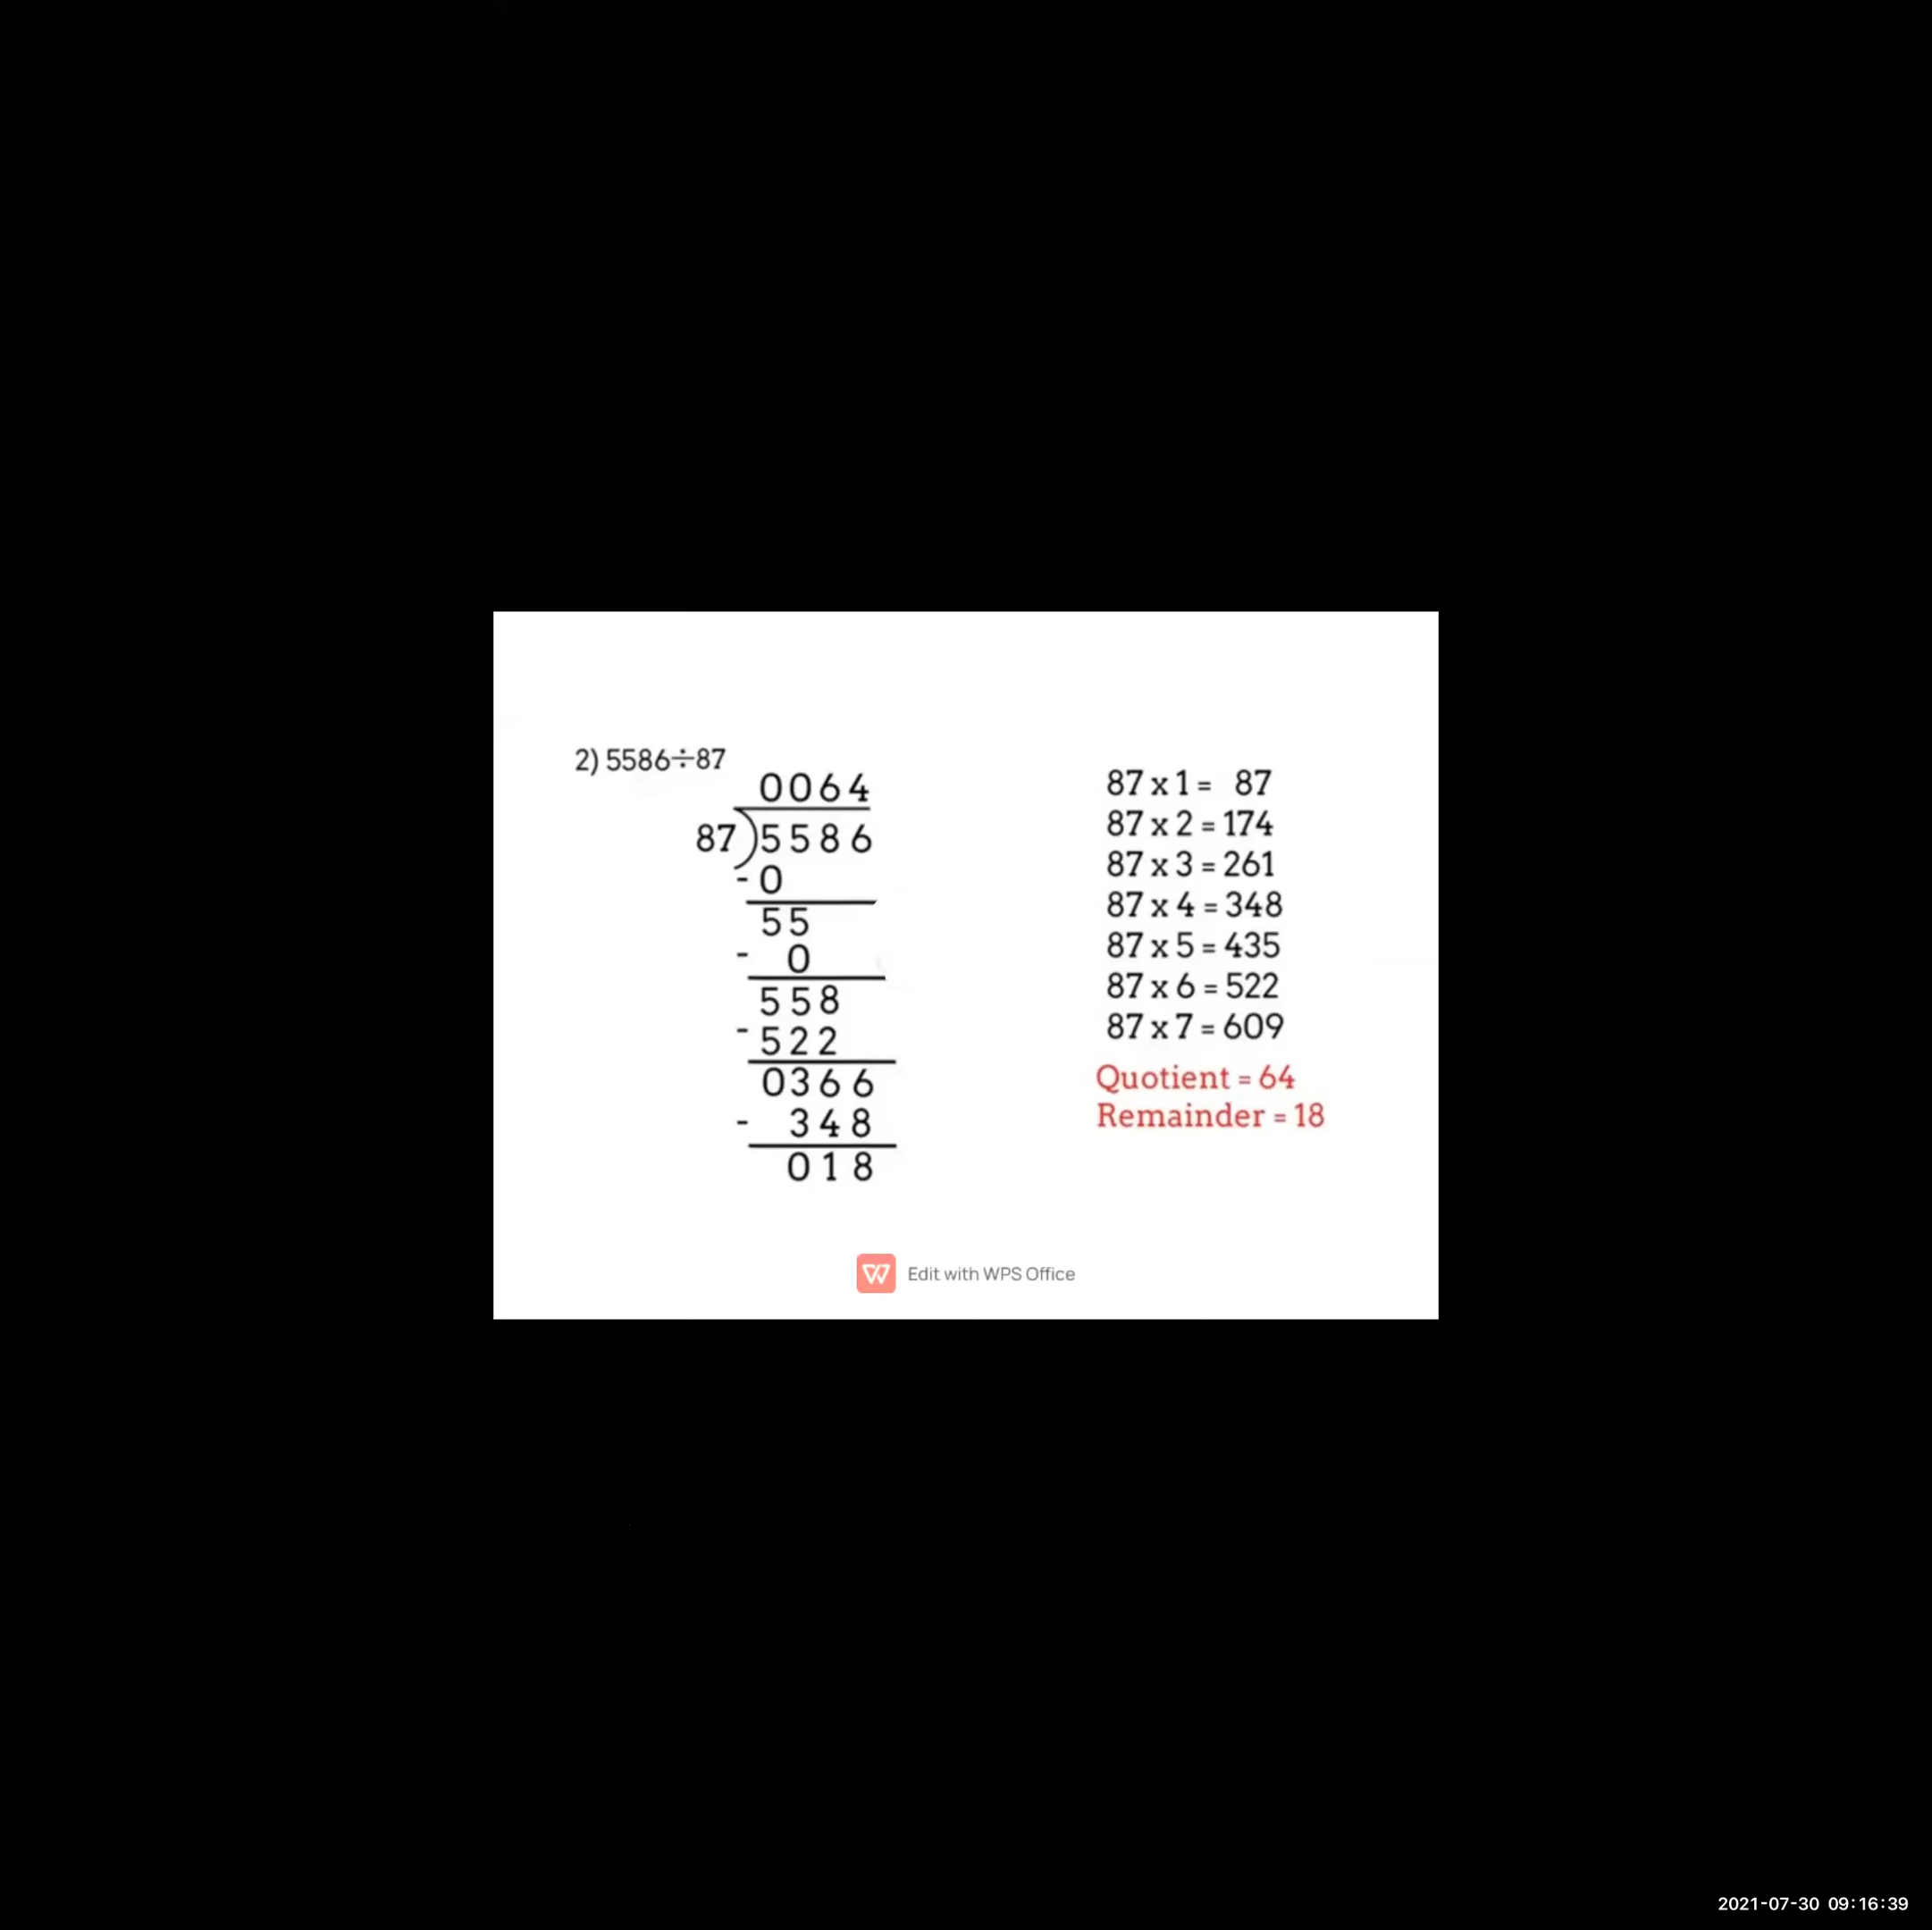 2) 5586÷87
0064
87)5586
-0
55
- 0
558
-522
0366
- 348
018
87 x 1 = 87
87 x 2 = 174
87 x 3 = 261
87 x 4 = 348
87 x 5 = 435
87 x 6 = 522
87 x 7 = 609
Quotient = 64
Remainder = 18
Edit with WPS Office
2021-07-30 09:16:39